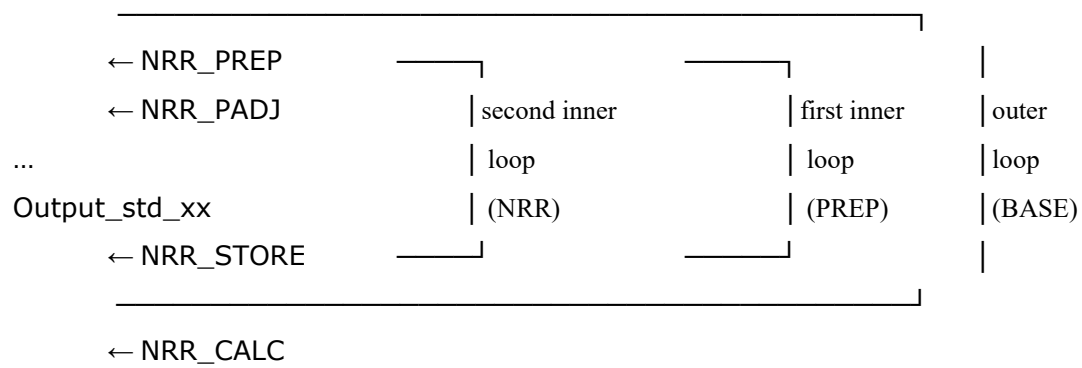 ← NRR_PREP
← NRR_PADJ second inner first inner outer
... loop loop loop
Output_std_xx (NRR) (PREP) (BASE)
← NRR_STORE
← NRR_CALC